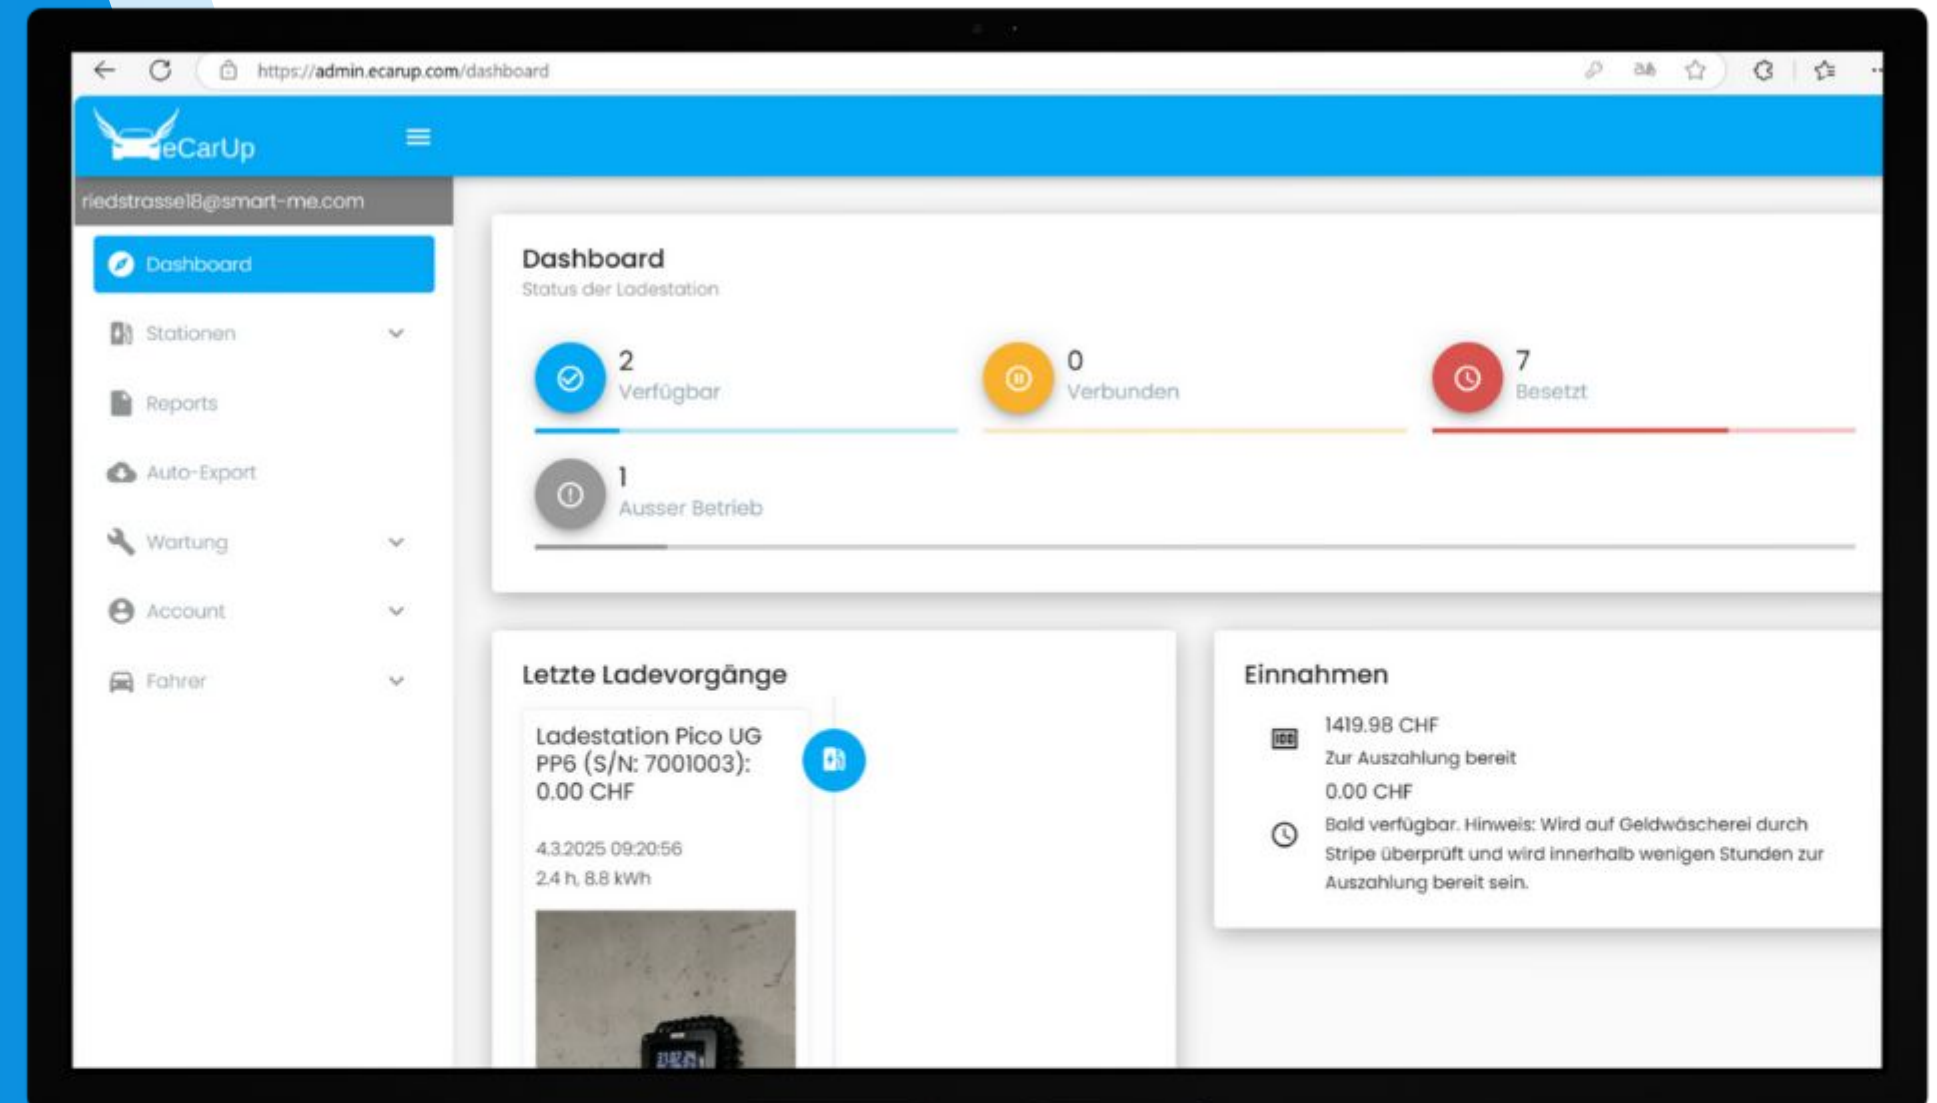 https://admin.ecarup.com/dashboard
eCarUp
riedstrasse18@smart-me.com
Dashboard
Stationen
Reports
Auto-Export
Wartung
Account
Fahrer
Dashboard
Status der Ladestation
2
Verfügbar
0
Verbunden
7
Besetzt
1
Ausser Betrieb
Letzte Ladevorgänge
Ladestation Pico UG
PP6 (S/N: 7001003):
0.00 CHF
4.3.2025 09:20:56
2.4 h, 8.8 kWh
Einnahmen
1419.98 CHF
Zur Auszahlung bereit
0.00 CHF
Bald verfügbar. Hinweis: Wird auf Geldwäscherei durch
Stripe überprüft und wird innerhalb wenigen Stunden zur
Auszahlung bereit sein.